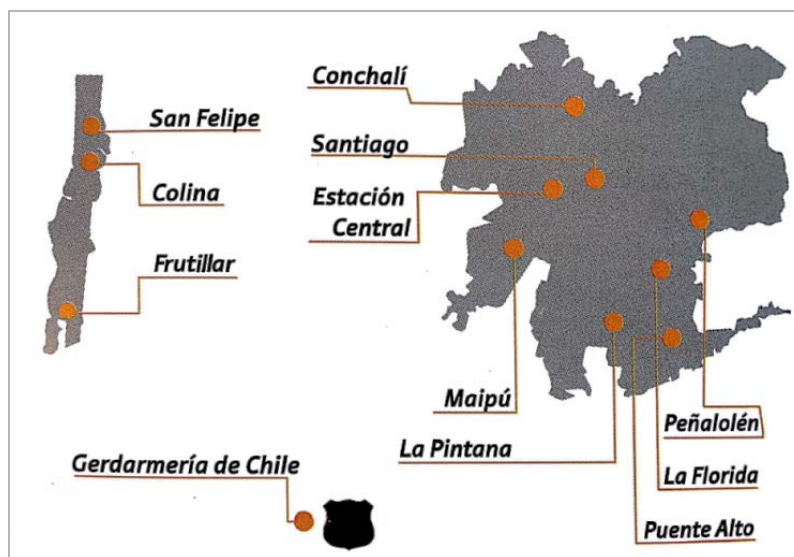 San Felipe
Colina
Frutillar
Conchalí
Santiago
Estación
Central
Maipú
La Pintana
Peñalolén
La Florida
Puente Alto
Gerdarmería de Chile